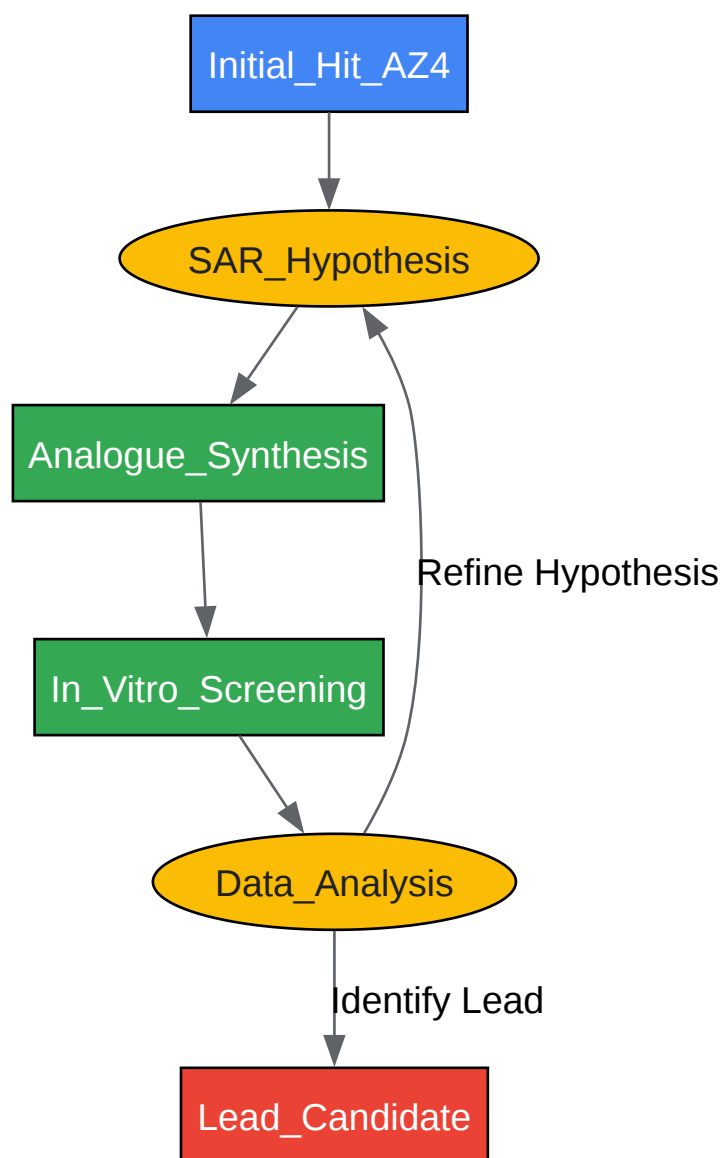 Initial_Hit_AZ4
SAR_Hypothesis
Analogue_Synthesis
Refine Hypothesis
In_Vitro_Screening
Data_Analysis
Identify Lead
Lead_Candidate